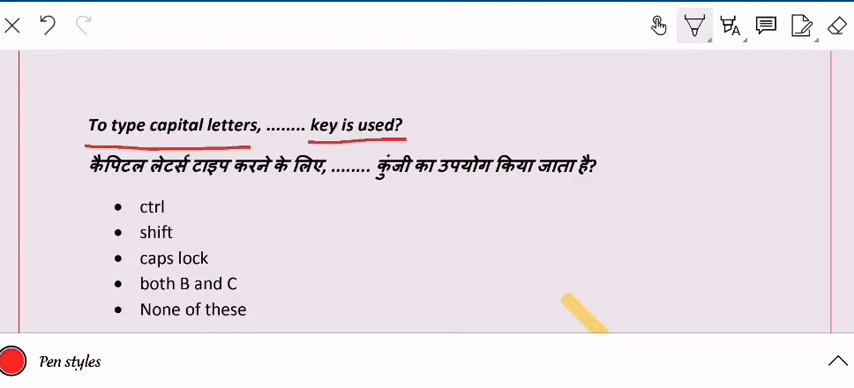 To type capital letters, ........ key is used?
कैपिटल लेटर्स टाइप करने के लिए, ........ कुंजी का उपयोग किया जाता है?
• ctrl
• shift
• caps lock
• both B and C
• None of these
Pen styles